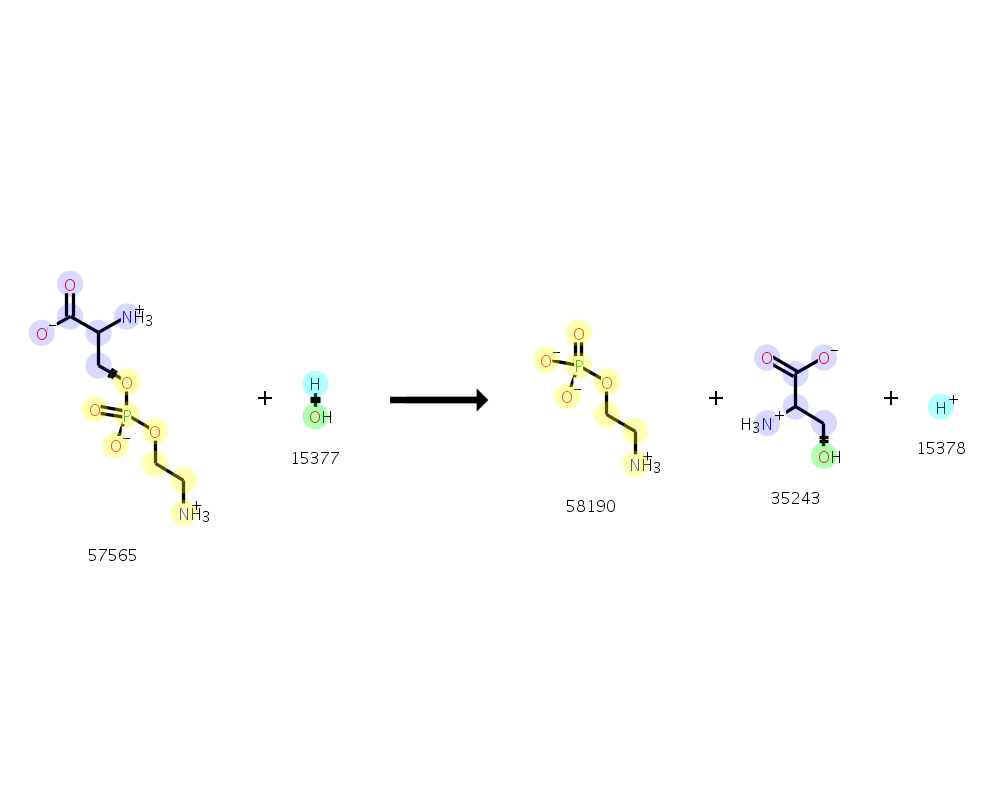 O
O-
NH3+
O
O
P
O-
O
NH3+
57565
+
H
OH
15377
+
O
O-
P
O-
O
NH3+
58190
+
O
O-
H3N+
OH
35243
+
H+
15378